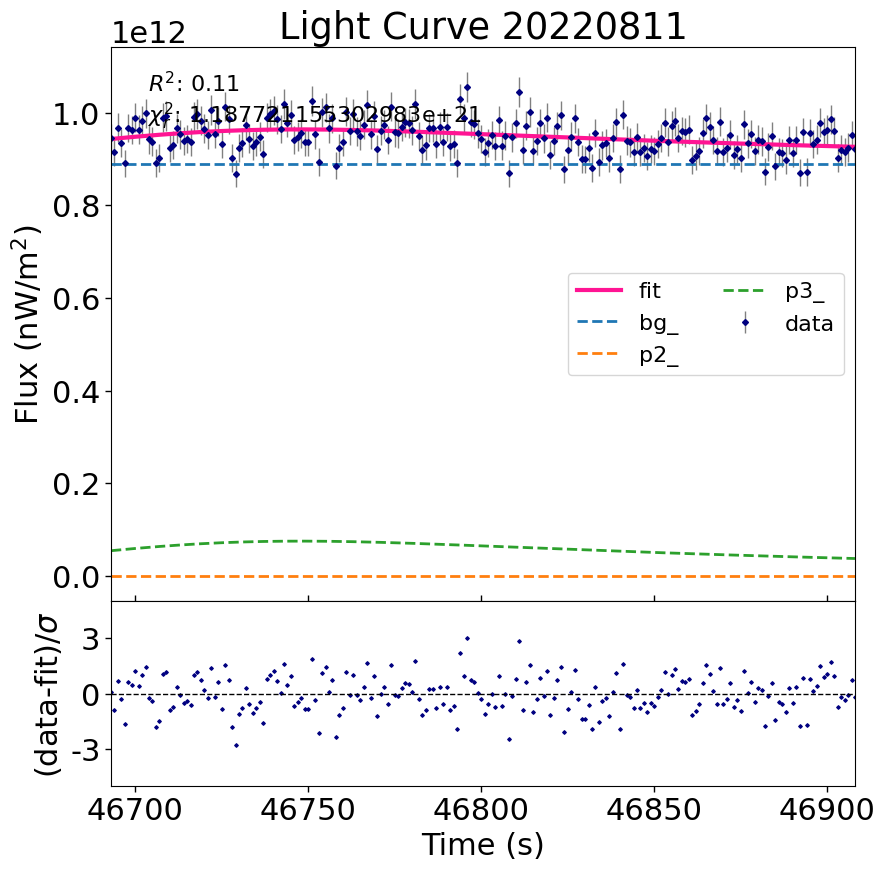 Light Curve 20220811
1e12
R²: 0.11
χ²: 1.187721155302983e+21
1.0
0.8
0.6
0.4
0.2
0.0
Flux (nW/m²)
fit
bg_
p2_
p3_
data
3
0
-3
(data-fit)/σ
46700 46750 46800 46850 46900
Time (s)